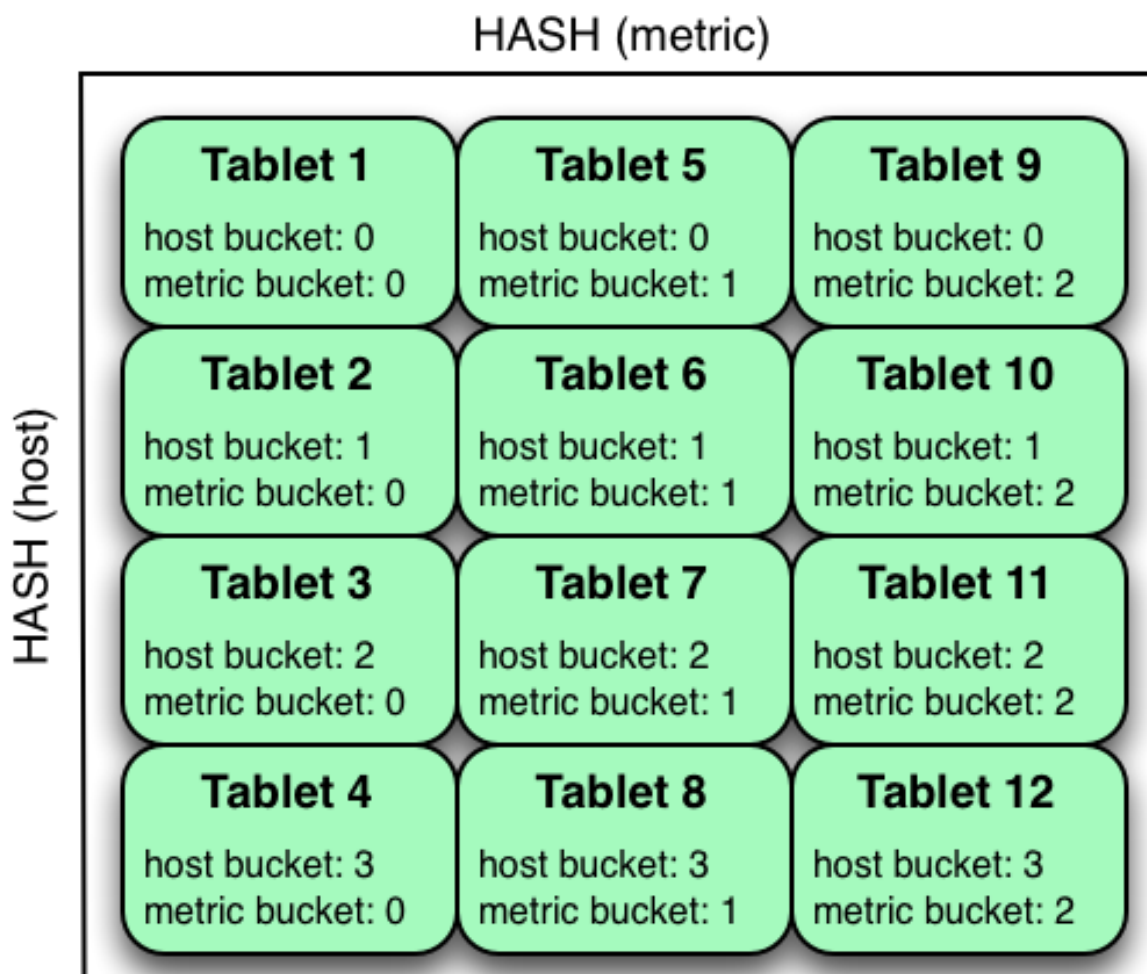 HASH (metric)
HASH (host)
Tablet 1
host bucket: 0
metric bucket: 0
Tablet 5
host bucket: 0
metric bucket: 1
Tablet 9
host bucket: 0
metric bucket: 2
Tablet 2
host bucket: 1
metric bucket: 0
Tablet 6
host bucket: 1
metric bucket: 1
Tablet 10
host bucket: 1
metric bucket: 2
Tablet 3
host bucket: 2
metric bucket: 0
Tablet 7
host bucket: 2
metric bucket: 1
Tablet 11
host bucket: 2
metric bucket: 2
Tablet 4
host bucket: 3
metric bucket: 0
Tablet 8
host bucket: 3
metric bucket: 1
Tablet 12
host bucket: 3
metric bucket: 2